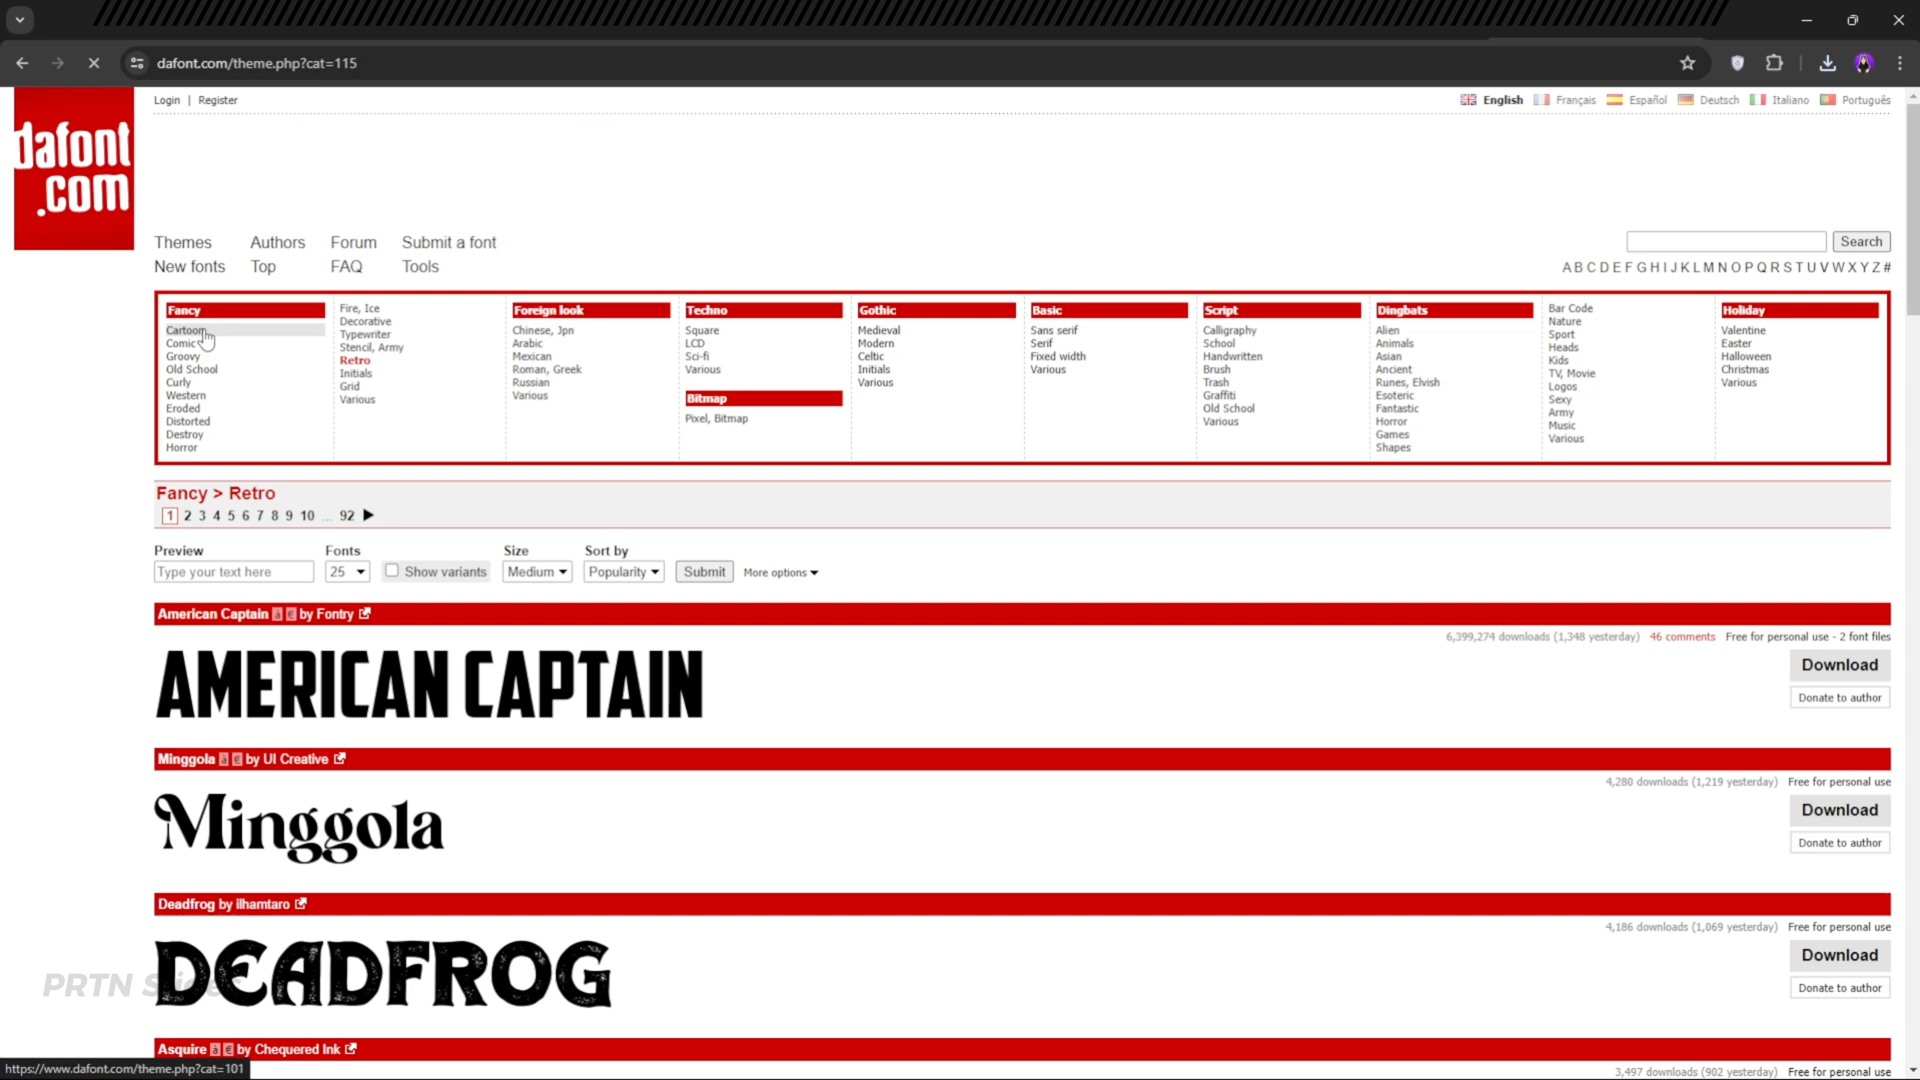 dafont.com/theme.php?cat=115
dafont
.com
Login | Register
English Français Español Deutsch Italiano Português
Themes Authors Forum Submit a font
New fonts Top FAQ Tools
Search
A B C D E F G H I J K L M N O P Q R S T U V W X Y Z #
Fancy
Cartoon
Comic
Groovy
Old School
Curly
Western
Eroded
Distorted
Destroy
Horror
Fire, Ice
Decorative
Typewriter
Stencil, Army
Retro
Initials
Grid
Various
Foreign look
Chinese, Jpn
Arabic
Mexican
Roman, Greek
Russian
Various
Techno
Square
LCD
Sci-fi
Various
Bitmap
Pixel, Bitmap
Gothic
Medieval
Modern
Celtic
Initials
Various
Basic
Sans serif
Serif
Fixed width
Various
Script
Calligraphy
School
Handwritten
Brush
Trash
Graffiti
Old School
Various
Dingbats
Alien
Animals
Asian
Ancient
Runes, Elvish
Esoteric
Fantastic
Horror
Games
Shapes
Bar Code
Nature
Sport
Heads
Kids
TV, Movie
Logos
Sexy
Army
Music
Various
Holiday
Valentine
Easter
Halloween
Christmas
Various
Fancy > Retro
1 2 3 4 5 6 7 8 9 10 ... 92
Preview Fonts Size Sort by
Type your text here 25 Show variants Medium Popularity Submit More options
American Captain à € by Fontry
6,399,274 downloads (1,348 yesterday) 46 comments Free for personal use - 2 font files
AMERICAN CAPTAIN
Download
Donate to author
Minggola à € by UI Creative
4,280 downloads (1,219 yesterday) Free for personal use
Minggola
Download
Donate to author
Deadfrog by ilhamtaro
4,186 downloads (1,069 yesterday) Free for personal use
DEADFROG
Download
Donate to author
PRTN
Asquire à € by Chequered Ink
3,497 downloads (902 yesterday) Free for personal use
https://www.dafont.com/theme.php?cat=101